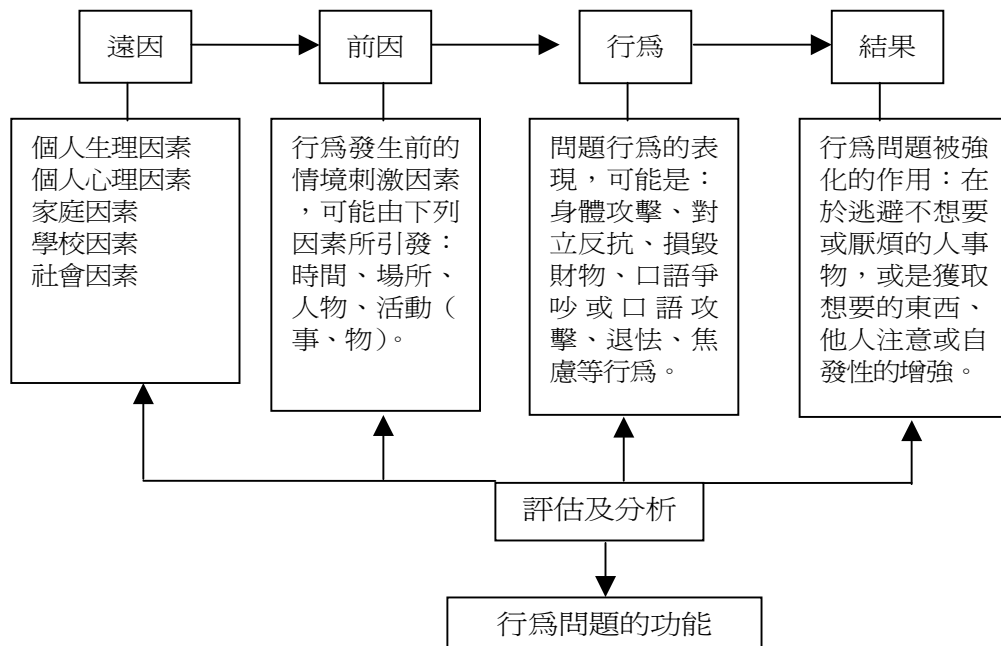 遠因
前因
行為
結果
個人生理因素
個人心理因素
家庭因素
學校因素
社會因素
行為發生前的
情境刺激因素
，可能由下列
因素所引發：
時間、場所、
人物、活動（
事、物）。
問題行為的表
現，可能是：
身體攻擊、對
立反抗、損毀
財物、口語爭
吵或口語攻
擊、退怯、焦
慮等行為。
行為問題被強
化的作用：在
於逃避不想要
或厭煩的人事
物，或是獲取
想要的東西、
他人注意或自
發性的增強。
評估及分析
行為問題的功能